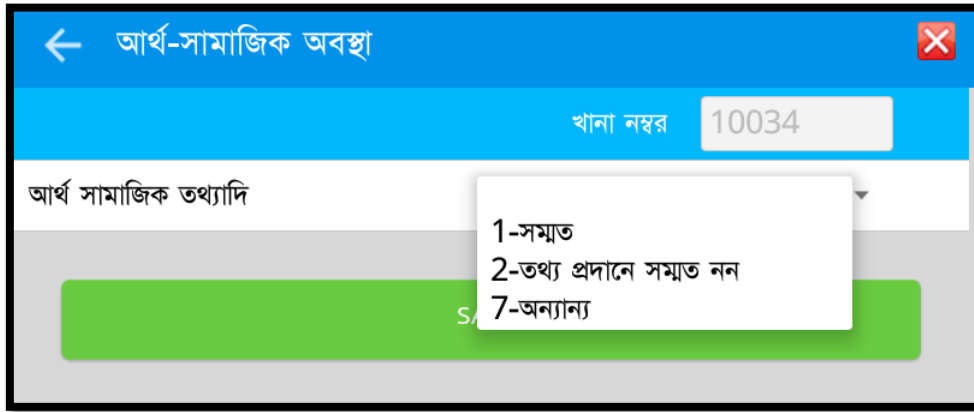 আর্থ-সামাজিক অবস্থা
খানা নম্বর 10034
আর্থ সামাজিক তথ্যাদি
1-সম্মত
2-তথ্য প্রদানে সম্মত নন
7-অন্যান্য